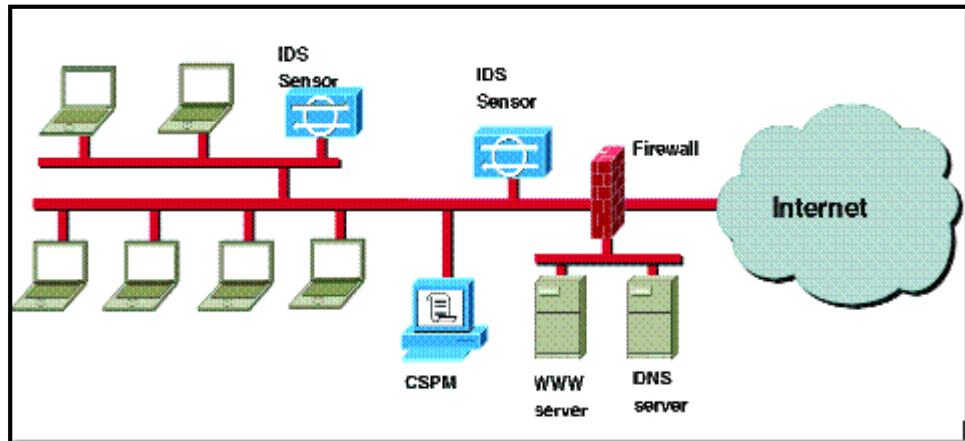 IDS
Sensor
IDS
Sensor
Firewall
Internet
CSPM
WWW
server
DNS
server